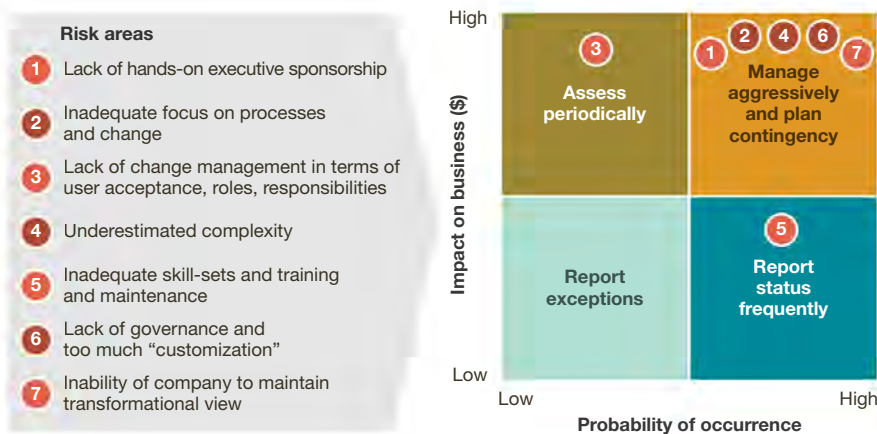 Risk areas
1 Lack of hands-on executive sponsorship
2 Inadequate focus on processes
and change
3 Lack of change management in terms of
user acceptance, roles, responsibilities
4 Underestimated complexity
5 Inadequate skill-sets and training
and maintenance
6 Lack of governance and
too much “customization”
7 Inability of company to maintain
transformational view
Impact on business ($)
High
Low
3
Assess
periodically
1 2 4 6 7
Manage
aggressively
and plan
contingency
Report
exceptions
5
Report
status
frequently
Low
High
Probability of occurrence